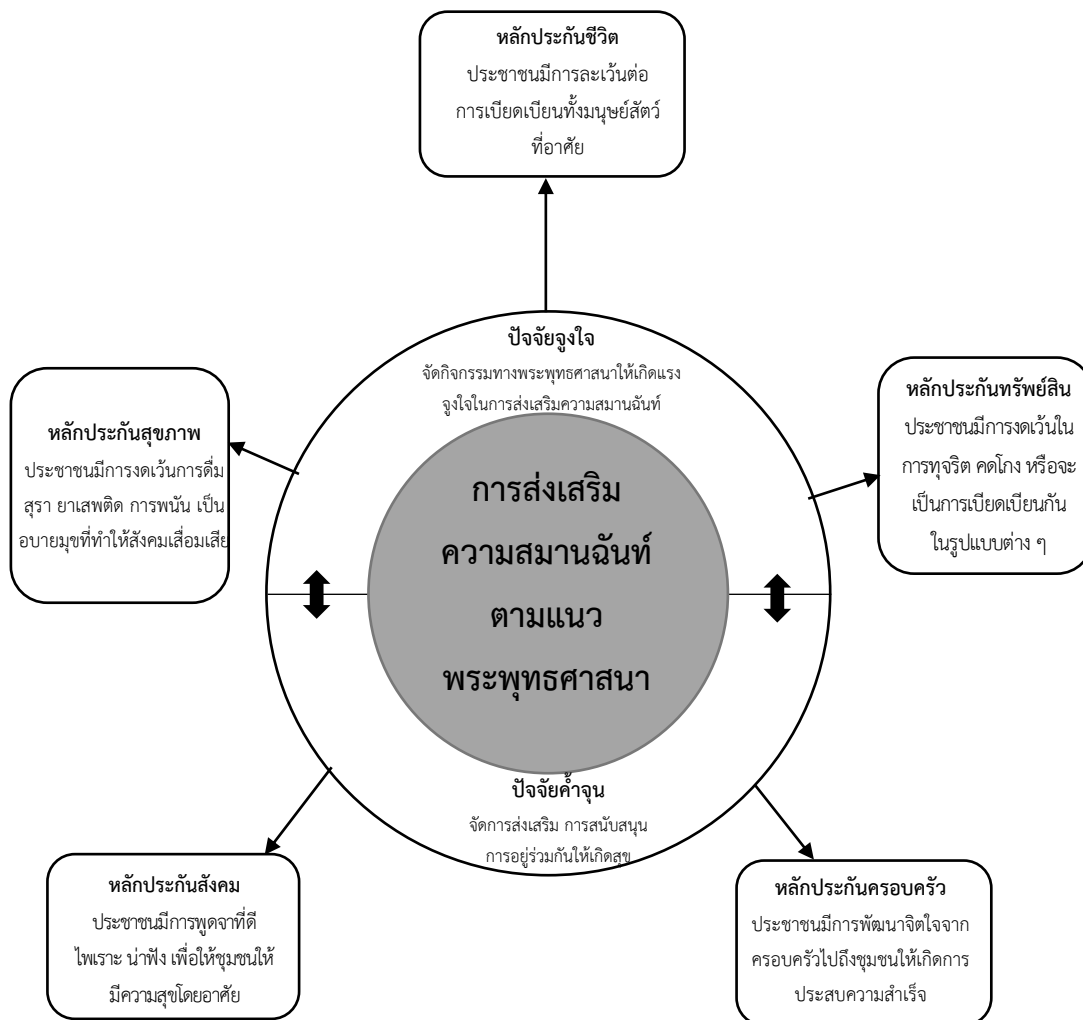 หลักประกันชีวิต
ประชาชนมีการละเว้นต่อ
การเบียดเบียนทั้งมนุษย์สัตว์
ที่อาศัย
ปัจจัยจูงใจ
จัดกิจกรรมทางพระพุทธศาสนาให้เกิดแรง
จูงใจในการส่งเสริมความสมานฉันท์
หลักประกันสุขภาพ
ประชาชนมีการงดเว้นการดื่ม
สุรา ยาเสพติด การพนัน เป็น
อบายมุขที่ทำให้สังคมเสื่อมเสีย
หลักประกันทรัพย์สิน
ประชาชนมีการงดเว้นใน
การทุจริต คดโกง หรือจะ
เป็นการเบียดเบียนกัน
ในรูปแบบต่าง ๆ
การส่งเสริม
ความสมานฉันท์
ตามแนว
พระพุทธศาสนา
ปัจจัยค้ำจุน
จัดการส่งเสริม การสนับสนุน
การอยู่ร่วมกันให้เกิดสุข
หลักประกันสังคม
ประชาชนมีการพูดจาที่ดี
ไพเราะ น่าฟัง เพื่อให้ชุมชนให้
มีความสุขโดยอาศัย
หลักประกันครอบครัว
ประชาชนมีการพัฒนาจิตใจจาก
ครอบครัวไปถึงชุมชนให้เกิดการ
ประสบความสำเร็จ